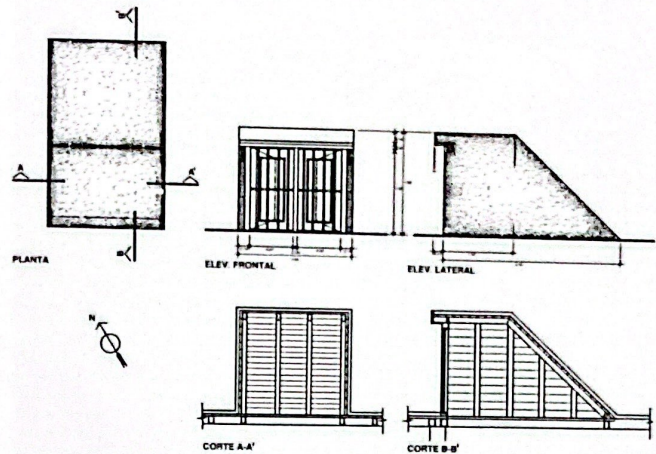 B'
A
A'
B
PLANTA
ELEV. FRONTAL
ELEV. LATERAL
N
CORTE A-A'
CORTE B-B'